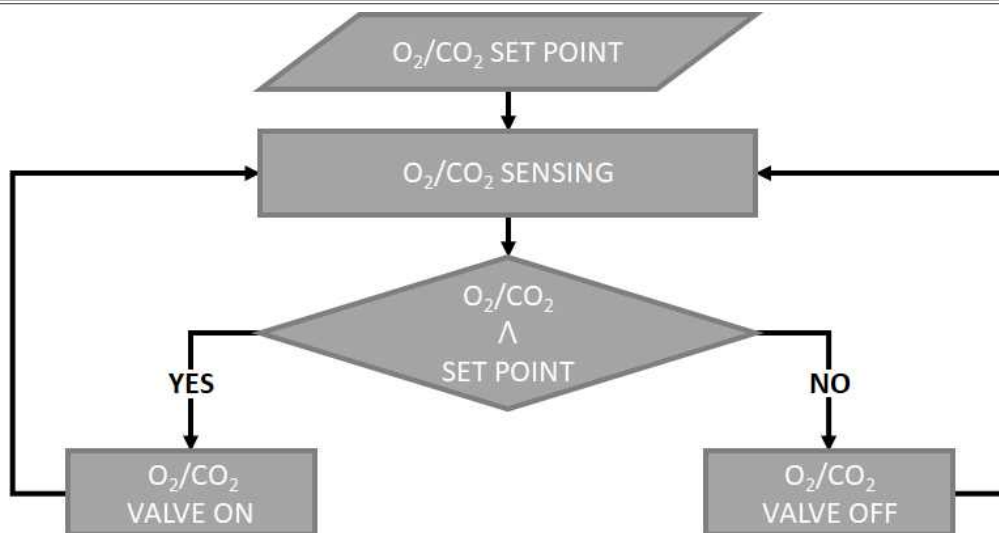 O₂/CO₂ SET POINT
O₂/CO₂ SENSING
O₂/CO₂
Λ
SET POINT
YES
NO
O₂/CO₂
VALVE ON
O₂/CO₂
VALVE OFF